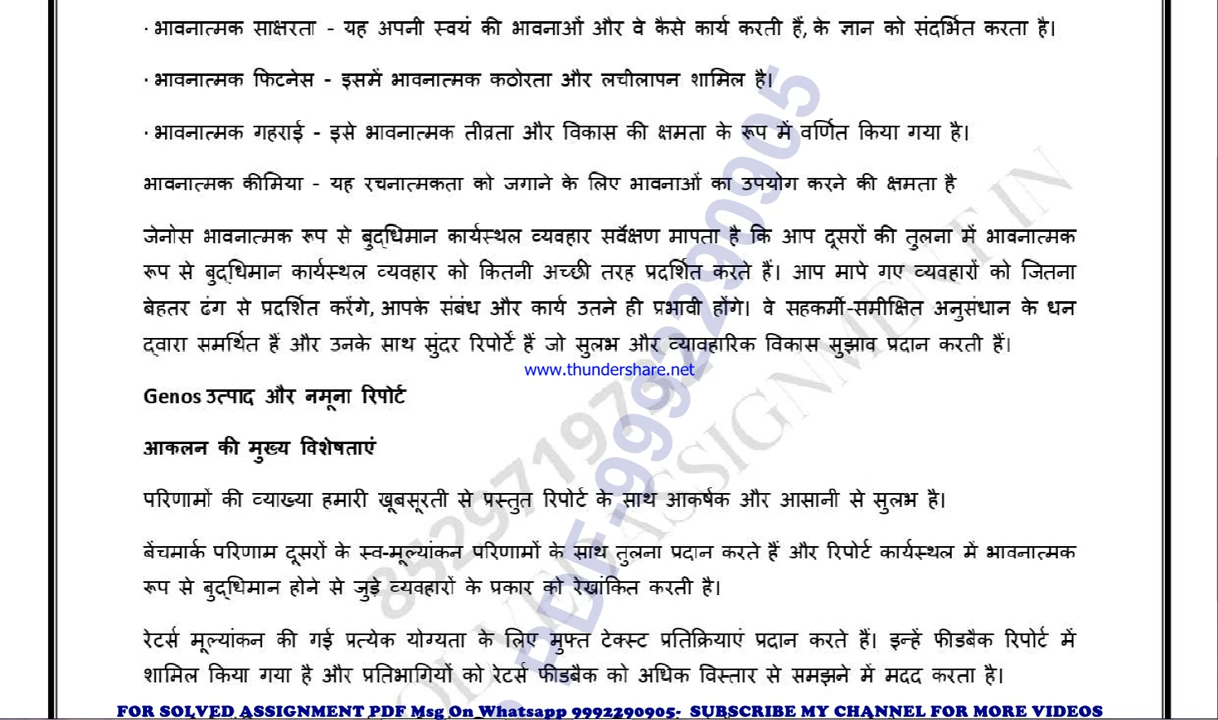 · भावनात्मक साक्षरता - यह अपनी स्वयं की भावनाओं और वे कैसे कार्य करती हैं, के ज्ञान को संदर्भित करता है।
· भावनात्मक फिटनेस - इसमें भावनात्मक कठोरता और लचीलापन शामिल है।
· भावनात्मक गहराई - इसे भावनात्मक तीव्रता और विकास की क्षमता के रूप में वर्णित किया गया है।
भावनात्मक कीमिया - यह रचनात्मकता को जगाने के लिए भावनाओं का उपयोग करने की क्षमता है
जेनोस भावनात्मक रूप से बुद्धिमान कार्यस्थल व्यवहार सर्वेक्षण मापता है कि आप दूसरों की तुलना में भावनात्मक
रूप से बुद्धिमान कार्यस्थल व्यवहार को कितनी अच्छी तरह प्रदर्शित करते हैं। आप मापे गए व्यवहारों को जितना
बेहतर ढंग से प्रदर्शित करेंगे, आपके संबंध और कार्य उतने ही प्रभावी होंगे। वे सहकर्मी-समीक्षित अनुसंधान के धन
द्वारा समर्थित हैं और उनके साथ सुंदर रिपोर्टें हैं जो सुलभ और व्यावहारिक विकास सुझाव प्रदान करती हैं।
www.thundershare.net
Genos उत्पाद और नमूना रिपोर्ट
आकलन की मुख्य विशेषताएं
परिणामों की व्याख्या हमारी खूबसूरती से प्रस्तुत रिपोर्ट के साथ आकर्षक और आसानी से सुलभ है।
बेंचमार्क परिणाम दूसरों के स्व-मूल्यांकन परिणामों के साथ तुलना प्रदान करते हैं और रिपोर्ट कार्यस्थल में भावनात्मक
रूप से बुद्धिमान होने से जुड़े व्यवहारों के प्रकार को रेखांकित करती है।
रेटर्स मूल्यांकन की गई प्रत्येक योग्यता के लिए मुफ्त टेक्स्ट प्रतिक्रियाएं प्रदान करते हैं। इन्हें फीडबैक रिपोर्ट में
शामिल किया गया है और प्रतिभागियों को रेटर्स फीडबैक को अधिक विस्तार से समझने में मदद करता है।
FOR SOLVED ASSIGNMENT PDF Msg On Whatsapp 9992290905- SUBSCRIBE MY CHANNEL FOR MORE VIDEOS
PDF-9992290905
ASSIGNMENT IN